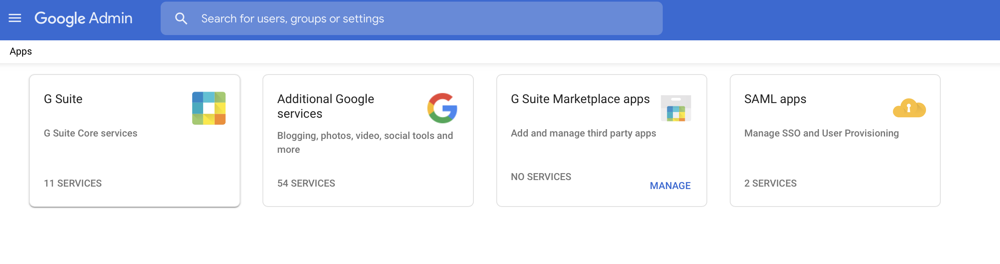 Google Admin
Search for users, groups or settings
Apps
G Suite
G Suite Core services
11 SERVICES
Additional Google
services
Blogging, photos, video, social tools and
more
54 SERVICES
G Suite Marketplace apps
Add and manage third party apps
NO SERVICES
MANAGE
SAML apps
Manage SSO and User Provisioning
2 SERVICES